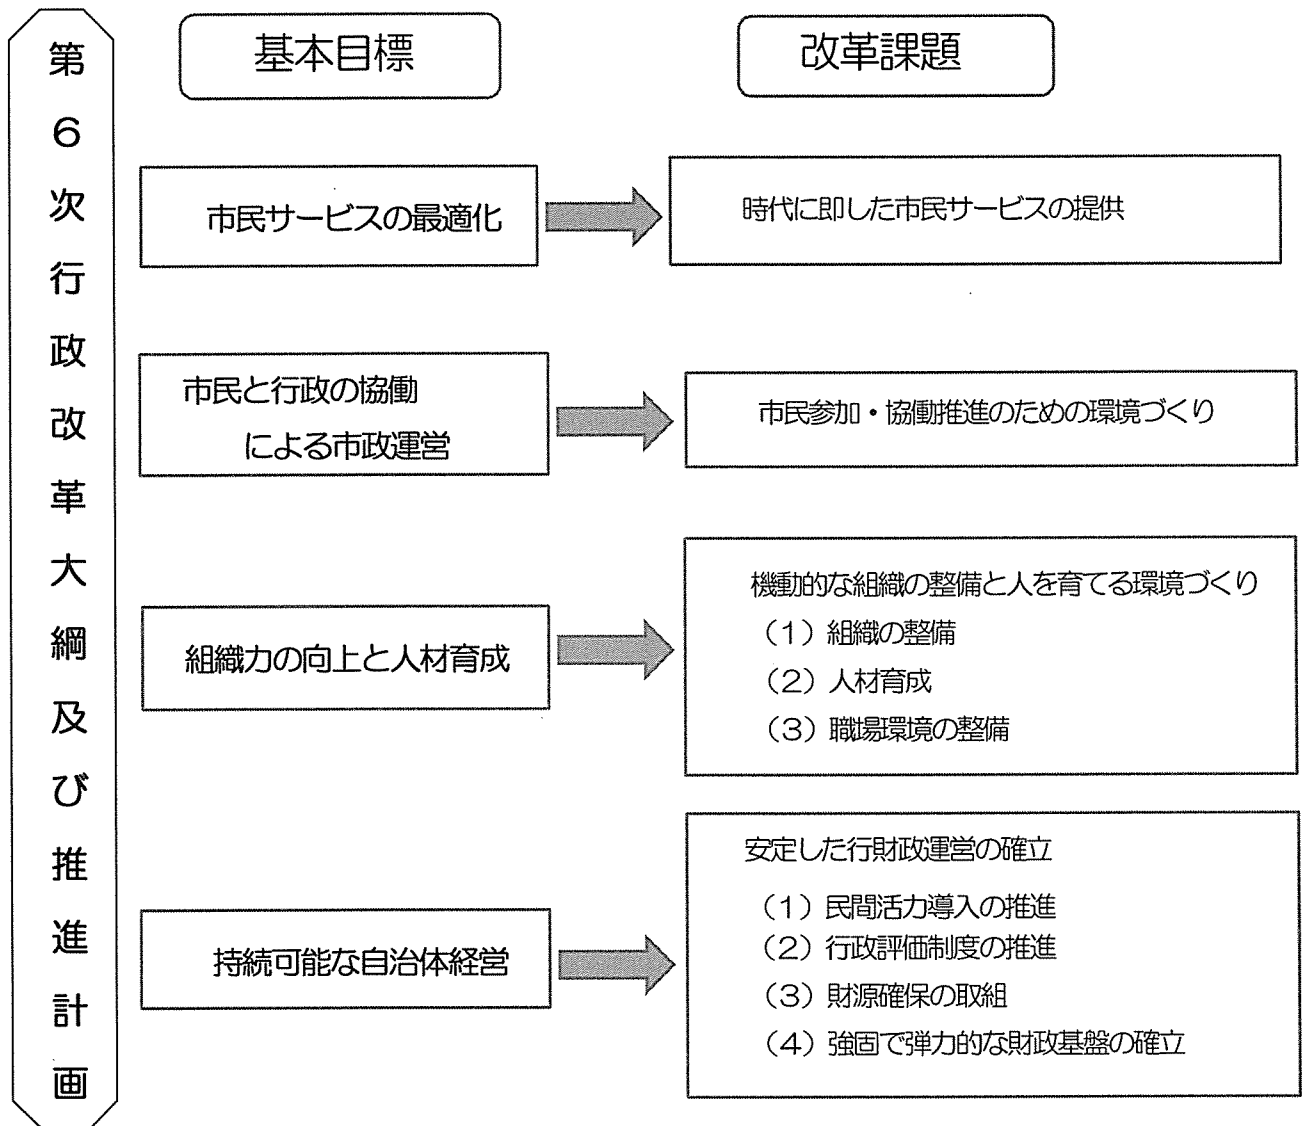 第6次行政改革大綱及び推進計画
基本目標
改革課題
市民サービスの最適化
時代に即した市民サービスの提供
市民と行政の協働
による市政運営
市民参加・協働推進のための環境づくり
組織力の向上と人材育成
機動的な組織の整備と人を育てる環境づくり
（1）組織の整備
（2）人材育成
（3）職場環境の整備
持続可能な自治体経営
安定した行財政運営の確立
（1）民間活力導入の推進
（2）行政評価制度の推進
（3）財源確保の取組
（4）強固で弾力的な財政基盤の確立